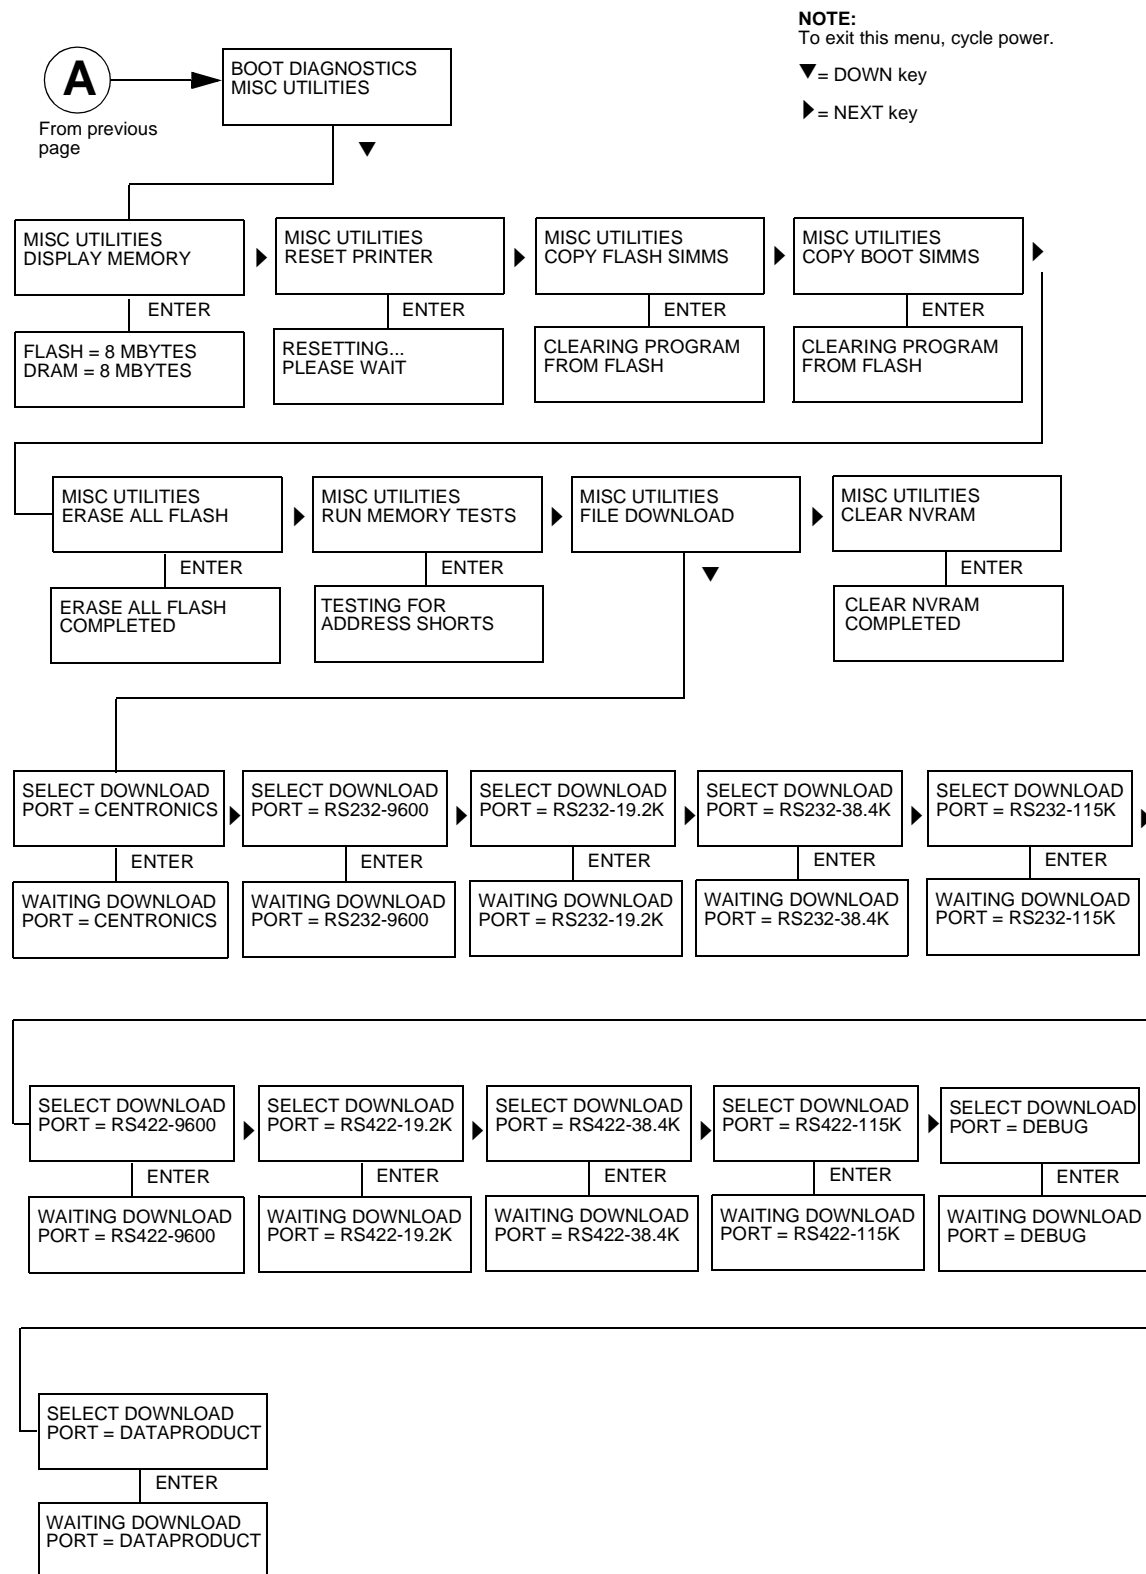 NOTE:
To exit this menu, cycle power.
▼= DOWN key
▶= NEXT key
A
From previous
page
BOOT DIAGNOSTICS
MISC UTILITIES
▼
MISC UTILITIES
DISPLAY MEMORY
▶
MISC UTILITIES
RESET PRINTER
▶
MISC UTILITIES
COPY FLASH SIMMS
▶
MISC UTILITIES
COPY BOOT SIMMS
▶
ENTER
ENTER
ENTER
ENTER
FLASH = 8 MBYTES
DRAM = 8 MBYTES
RESETTING...
PLEASE WAIT
CLEARING PROGRAM
FROM FLASH
CLEARING PROGRAM
FROM FLASH
MISC UTILITIES
ERASE ALL FLASH
▶
MISC UTILITIES
RUN MEMORY TESTS
▶
MISC UTILITIES
FILE DOWNLOAD
▶
MISC UTILITIES
CLEAR NVRAM
ENTER
ENTER
▼
ENTER
ERASE ALL FLASH
COMPLETED
TESTING FOR
ADDRESS SHORTS
CLEAR NVRAM
COMPLETED
SELECT DOWNLOAD
PORT = CENTRONICS
▶
SELECT DOWNLOAD
PORT = RS232-9600
▶
SELECT DOWNLOAD
PORT = RS232-19.2K
▶
SELECT DOWNLOAD
PORT = RS232-38.4K
▶
SELECT DOWNLOAD
PORT = RS232-115K
▶
ENTER
ENTER
ENTER
ENTER
ENTER
WAITING DOWNLOAD
PORT = CENTRONICS
WAITING DOWNLOAD
PORT = RS232-9600
WAITING DOWNLOAD
PORT = RS232-19.2K
WAITING DOWNLOAD
PORT = RS232-38.4K
WAITING DOWNLOAD
PORT = RS232-115K
SELECT DOWNLOAD
PORT = RS422-9600
▶
SELECT DOWNLOAD
PORT = RS422-19.2K
▶
SELECT DOWNLOAD
PORT = RS422-38.4K
▶
SELECT DOWNLOAD
PORT = RS422-115K
▶
SELECT DOWNLOAD
PORT = DEBUG
ENTER
ENTER
ENTER
ENTER
ENTER
WAITING DOWNLOAD
PORT = RS422-9600
WAITING DOWNLOAD
PORT = RS422-19.2K
WAITING DOWNLOAD
PORT = RS422-38.4K
WAITING DOWNLOAD
PORT = RS422-115K
WAITING DOWNLOAD
PORT = DEBUG
SELECT DOWNLOAD
PORT = DATAPRODUCT
ENTER
WAITING DOWNLOAD
PORT = DATAPRODUCT